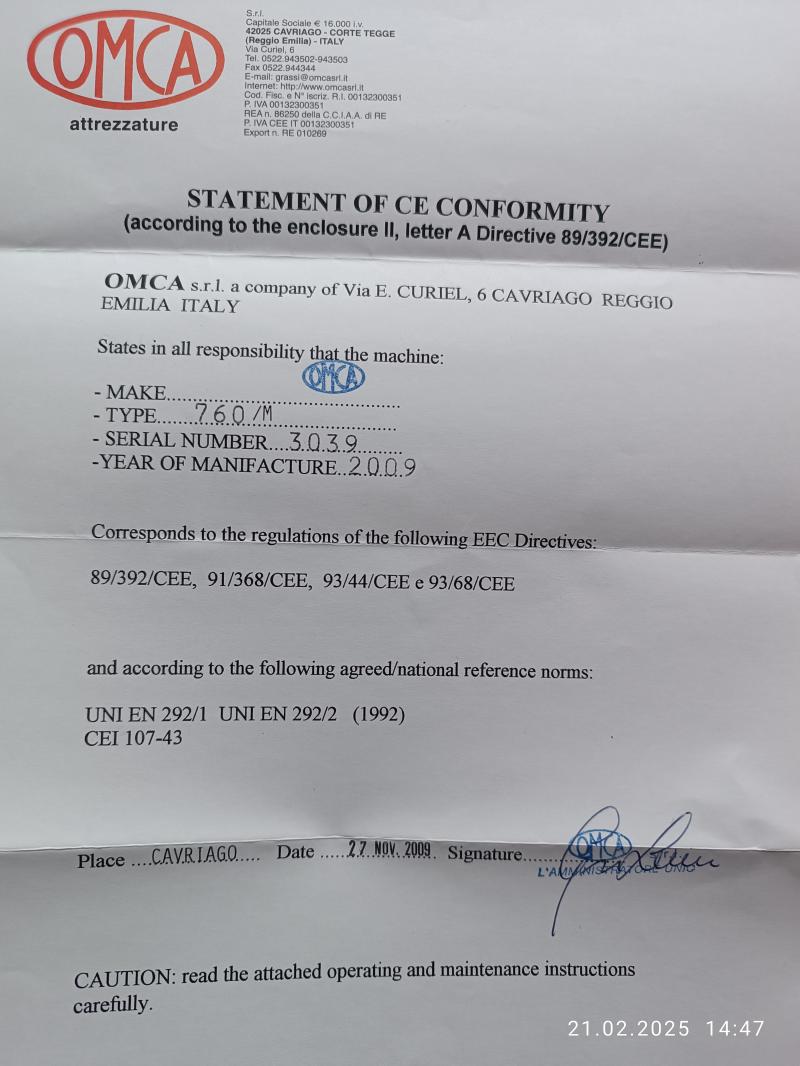 OMCA
attrezzature
S.r.l.
Capitale Sociale € 16.000 i.v.
42025 CAVRIAGO - CORTE TEGGE
(Reggio Emilia) - ITALY
Via Curiel, 6
Tel. 0522.943502-943503
Fax 0522.944344
E-mail: grassi@omcasrl.it
Internet: http://www.omcasrl.it
Cod. Fisc. e N° iscriz. R.I. 00132300351
P. IVA 00132300351
REA n. 86250 della C.C.I.A.A. di RE
P. IVA CEE IT 00132300351
Export n. RE 010269
STATEMENT OF CE CONFORMITY
(according to the enclosure II, letter A Directive 89/392/CEE)
OMCA s.r.l. a company of Via E. CURIEL, 6 CAVRIAGO REGGIO
EMILIA ITALY
States in all responsibility that the machine:
- MAKE.......... OMCA
- TYPE...... 760/M
- SERIAL NUMBER.... 3039
-YEAR OF MANIFACTURE.. 2009
Corresponds to the regulations of the following EEC Directives:
89/392/CEE, 91/368/CEE, 93/44/CEE e 93/68/CEE
and according to the following agreed/national reference norms:
UNI EN 292/1 UNI EN 292/2 (1992)
CEI 107-43
Place ....CAVRIAGO..... Date ..... 27. NOV. 2009. Signature.......... OMCA
L'AMMINISTRATORE UNICO
CAUTION: read the attached operating and maintenance instructions
carefully.
21.02.2025 14:47